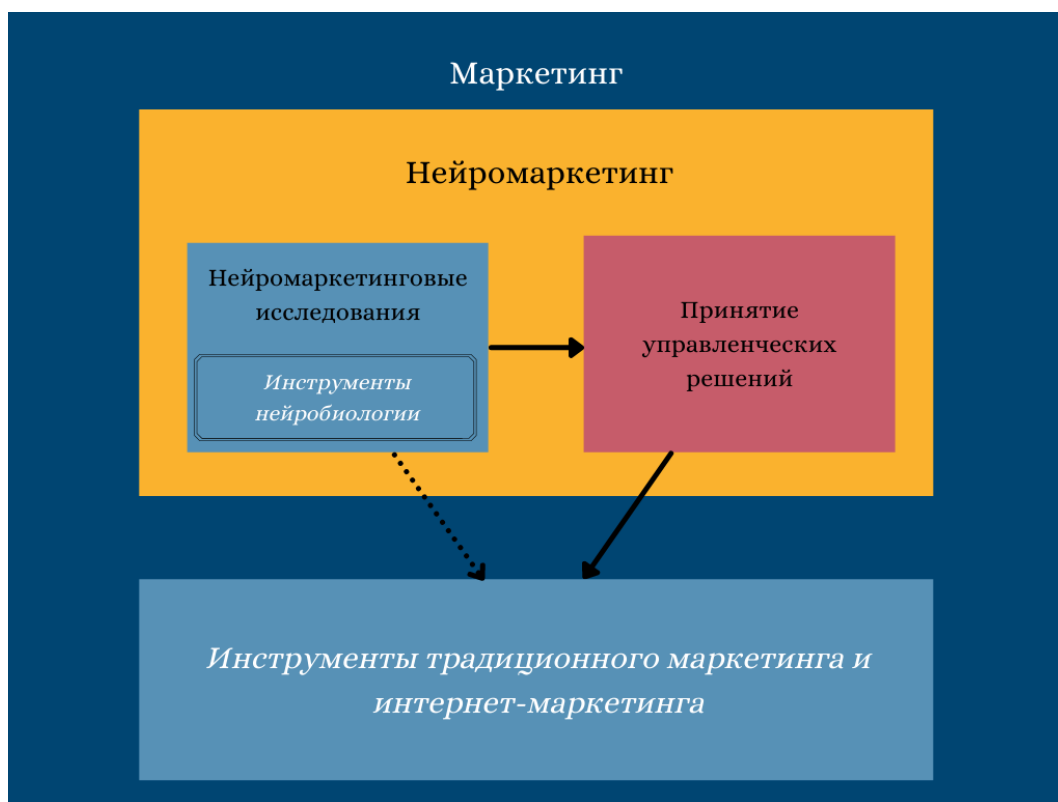 Маркетинг
Нейромаркетинг
Нейромаркетинговые
исследования
Инструменты
нейробиологии
Принятие
управленческих
решений
Инструменты традиционного маркетинга и
интернет-маркетинга